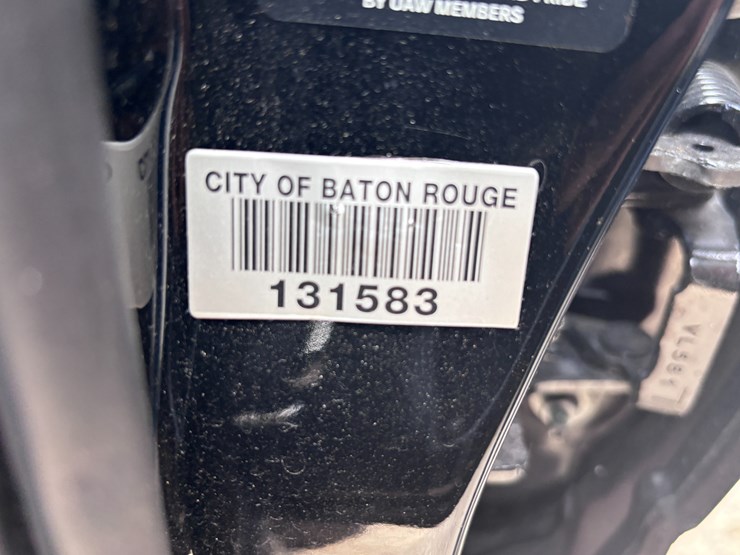 BY UAW MEMBERS
CITY OF BATON ROUGE
131583